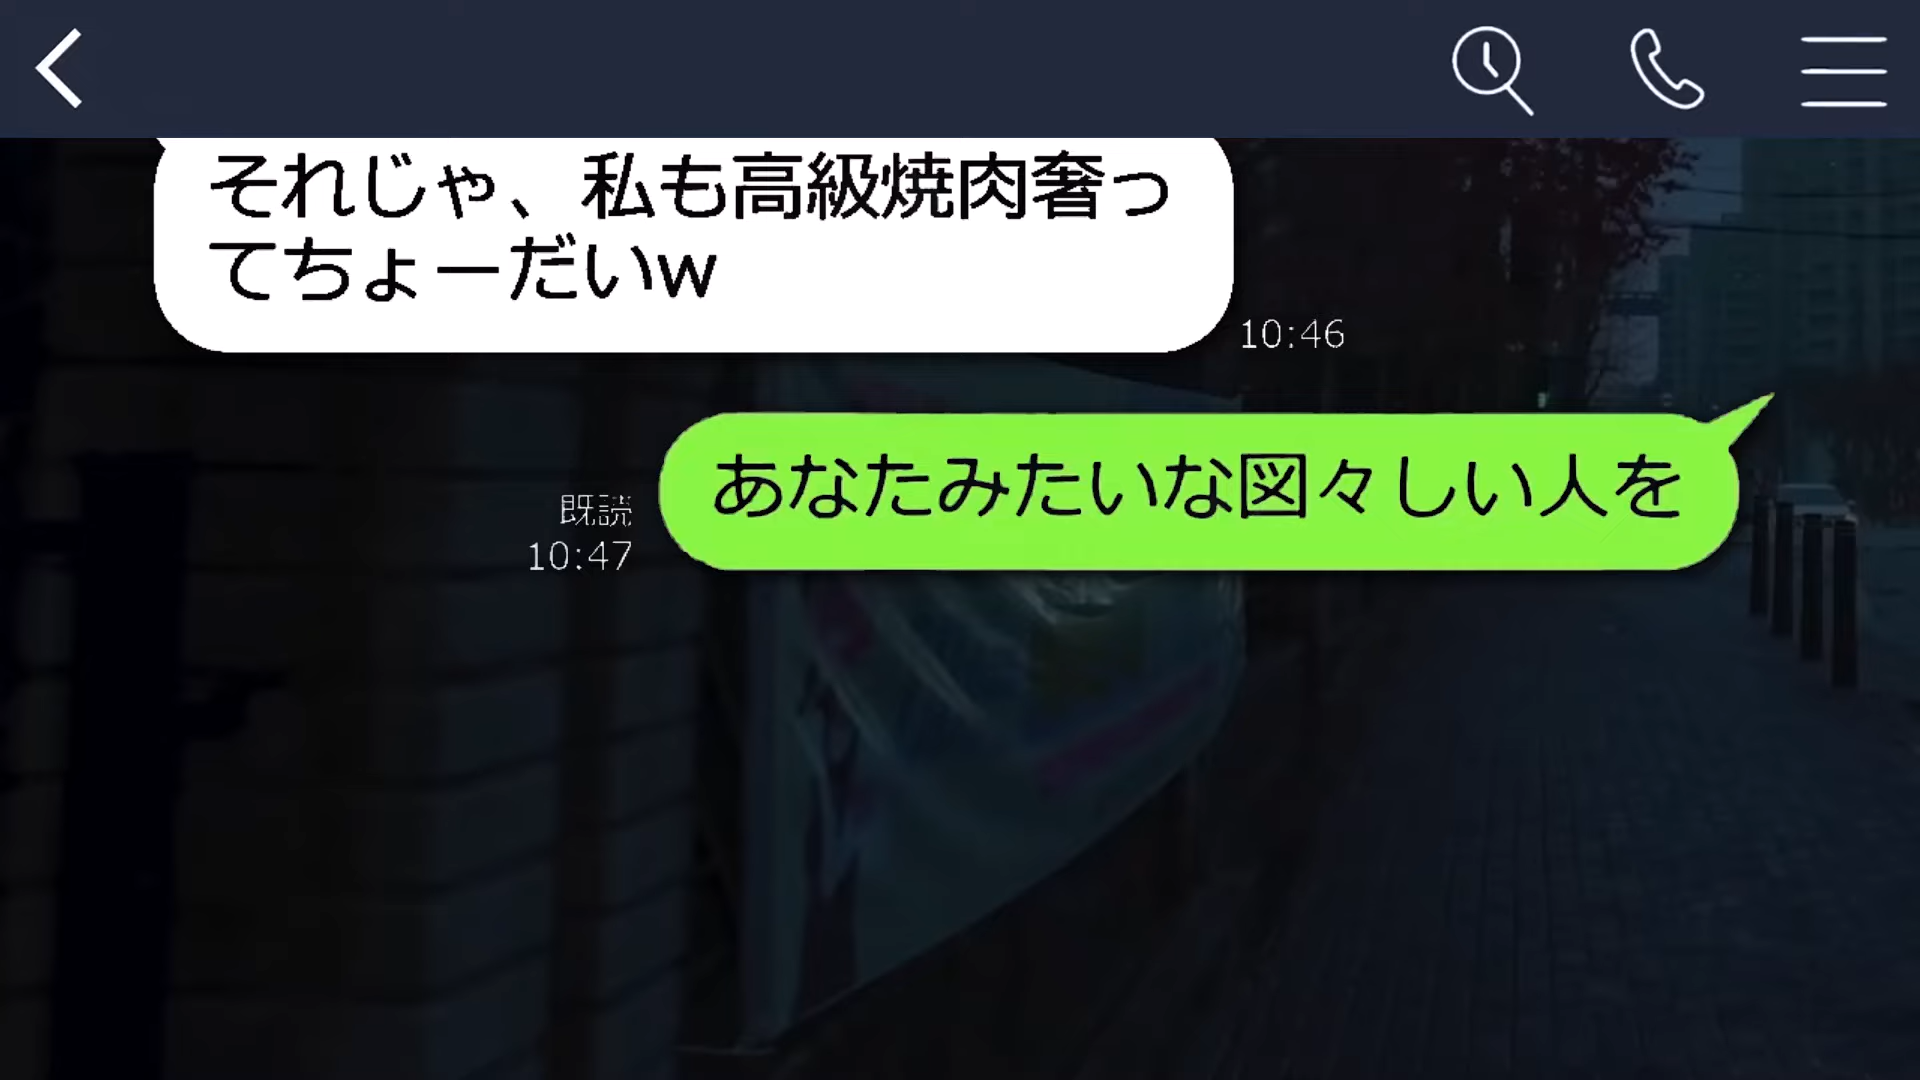 それじゃ、私も高級焼肉奢っ
てちょーだいw
10:46
あなたみたいな図々しい人を
既読
10:47